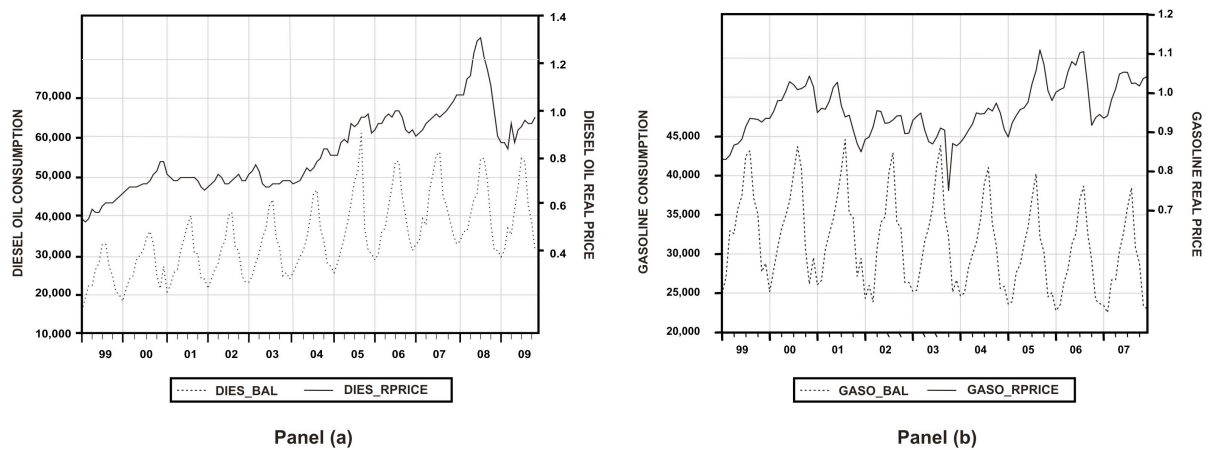 DIESEL OIL CONSUMPTION
70,000
60,000
50,000
40,000
30,000
20,000
10,000
1.4
1.2
1.0
0.8
0.6
0.4
DIESEL OIL REAL PRICE
99 00 01 02 03 04 05 06 07 08 09
DIES_BAL DIES_RPRICE
Panel (a)
GASOLINE CONSUMPTION
45,000
40,000
35,000
30,000
25,000
20,000
1.2
1.1
1.0
0.9
0.8
0.7
GASOLINE REAL PRICE
99 00 01 02 03 04 05 06 07
GASO_BAL GASO_RPRICE
Panel (b)